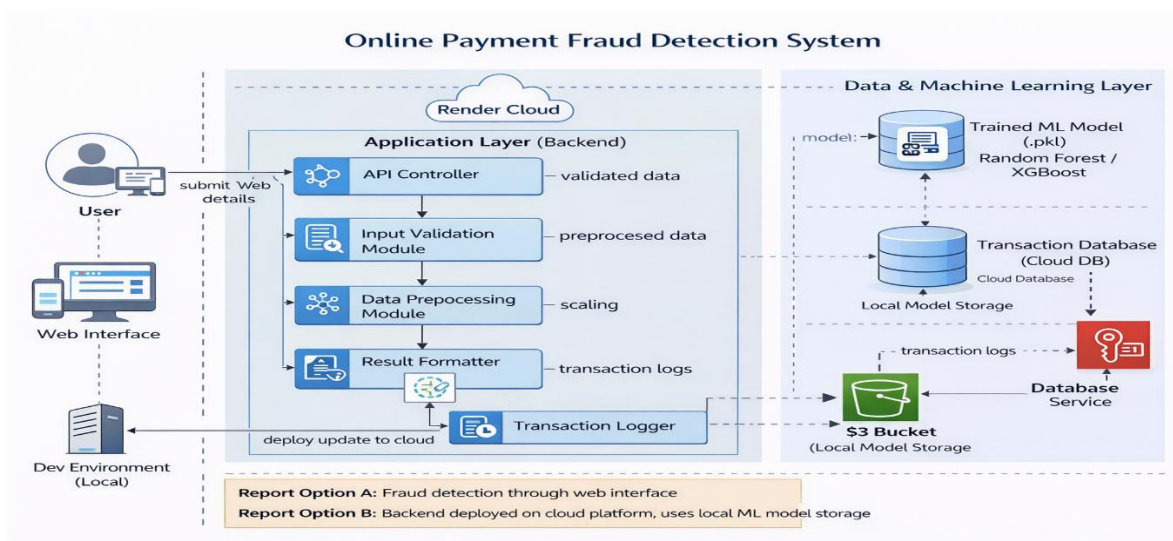 Online Payment Fraud Detection System
Render Cloud
Data & Machine Learning Layer
Application Layer (Backend)
User
submit Web
details
Web Interface
Dev Environment
(Local)
API Controller
validated data
Input Validation
Module
preprocesed data
Data Prepocessing
Module
scaling
Result Formatter
transaction logs
Transaction Logger
deploy update to cloud
model:
Trained ML Model
(.pkl)
Random Forest /
XGBoost
Transaction Database
(Cloud DB)
Cloud Database
Local Model Storage
transaction logs
Database
Service
$3 Bucket
(Local Model Storage
Report Option A: Fraud detection through web interface
Report Option B: Backend deployed on cloud platform, uses local ML model storage